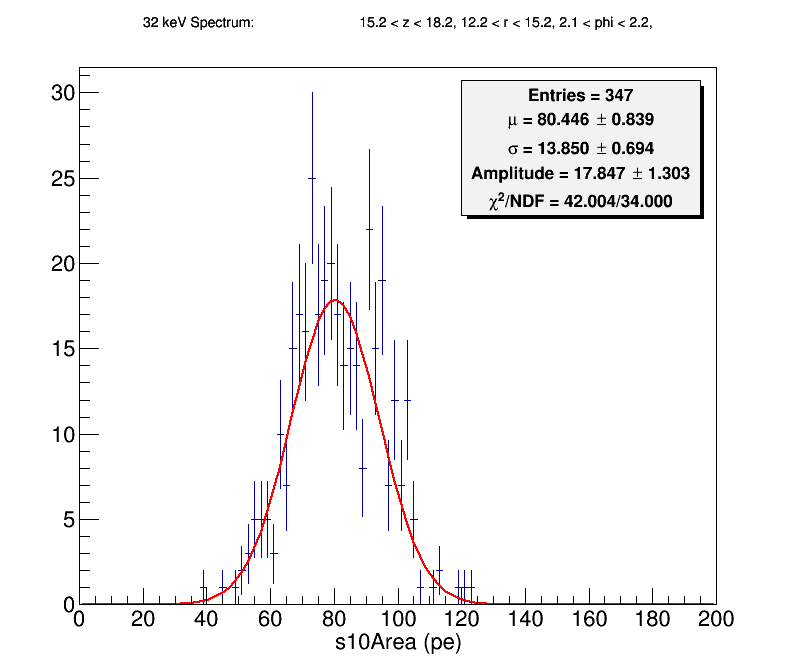 32 keV Spectrum: 15.2 < z < 18.2, 12.2 < r < 15.2, 2.1 < phi < 2.2,
Entries = 347
μ = 80.446 ± 0.839
σ = 13.850 ± 0.694
Amplitude = 17.847 ± 1.303
χ²/NDF = 42.004/34.000
30
25
20
15
10
5
0
0 20 40 60 80 100 120 140 160 180 200
s10Area (pe)